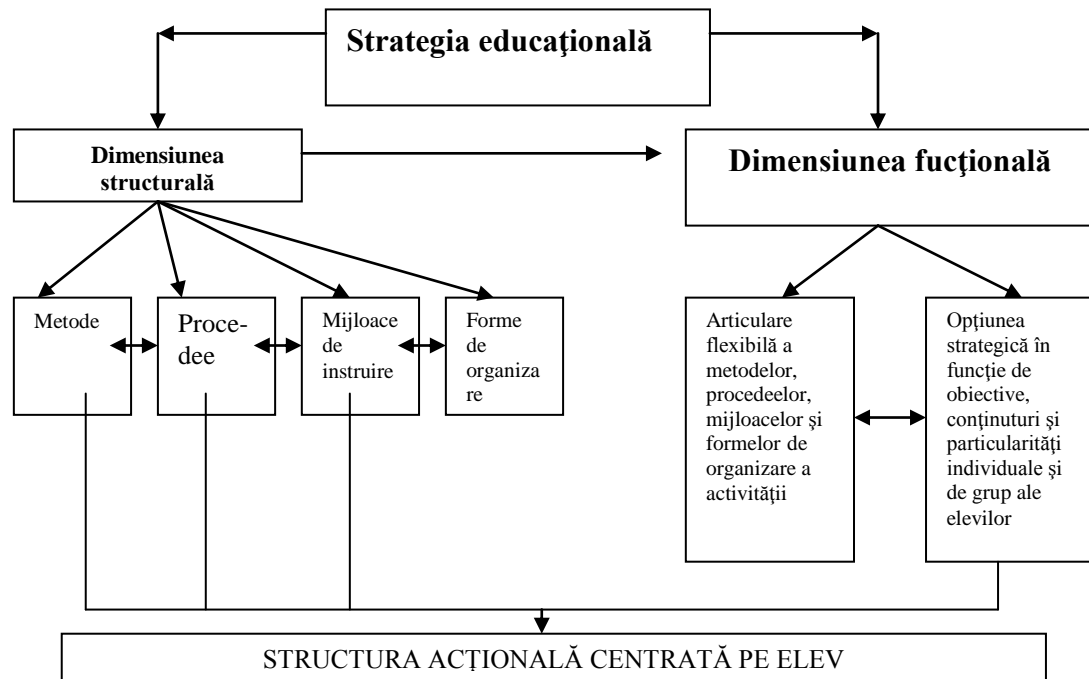 Strategia educaţională
Dimensiunea
structurală
Dimensiunea fucţională
Metode
Proce-
dee
Mijloace
de
instruire
Forme
de
organiza
re
Articulare
flexibilă a
metodelor,
procedeelor,
mijloacelor şi
formelor de
organizare a
activităţii
Opţiunea
strategică în
funcţie de
obiective,
conţinuturi şi
particularităţi
individuale şi
de grup ale
elevilor
STRUCTURA ACŢIONALĂ CENTRATĂ PE ELEV